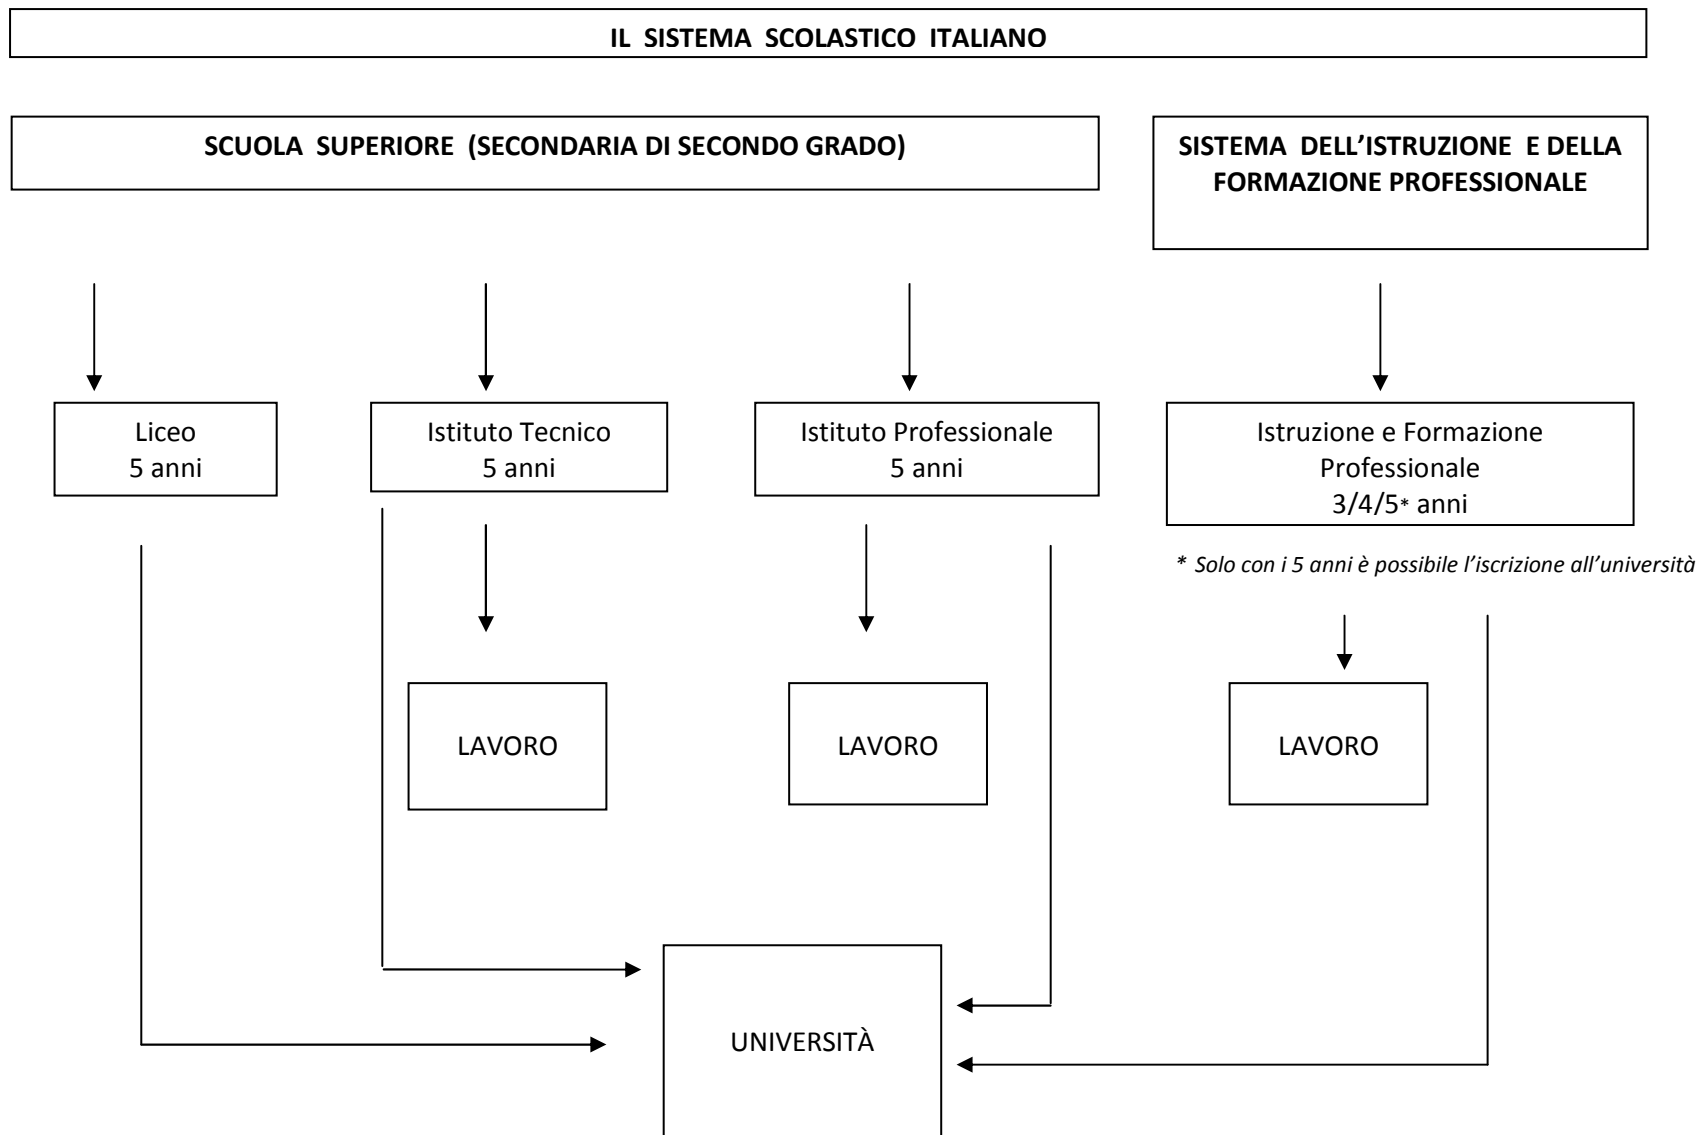 IL SISTEMA SCOLASTICO ITALIANO
SCUOLA SUPERIORE (SECONDARIA DI SECONDO GRADO)
SISTEMA DELL’ISTRUZIONE E DELLA
FORMAZIONE PROFESSIONALE
Liceo
5 anni
Istituto Tecnico
5 anni
Istituto Professionale
5 anni
Istruzione e Formazione
Professionale
3/4/5* anni
* Solo con i 5 anni è possibile l’iscrizione all’università
LAVORO
LAVORO
LAVORO
UNIVERSITÀ